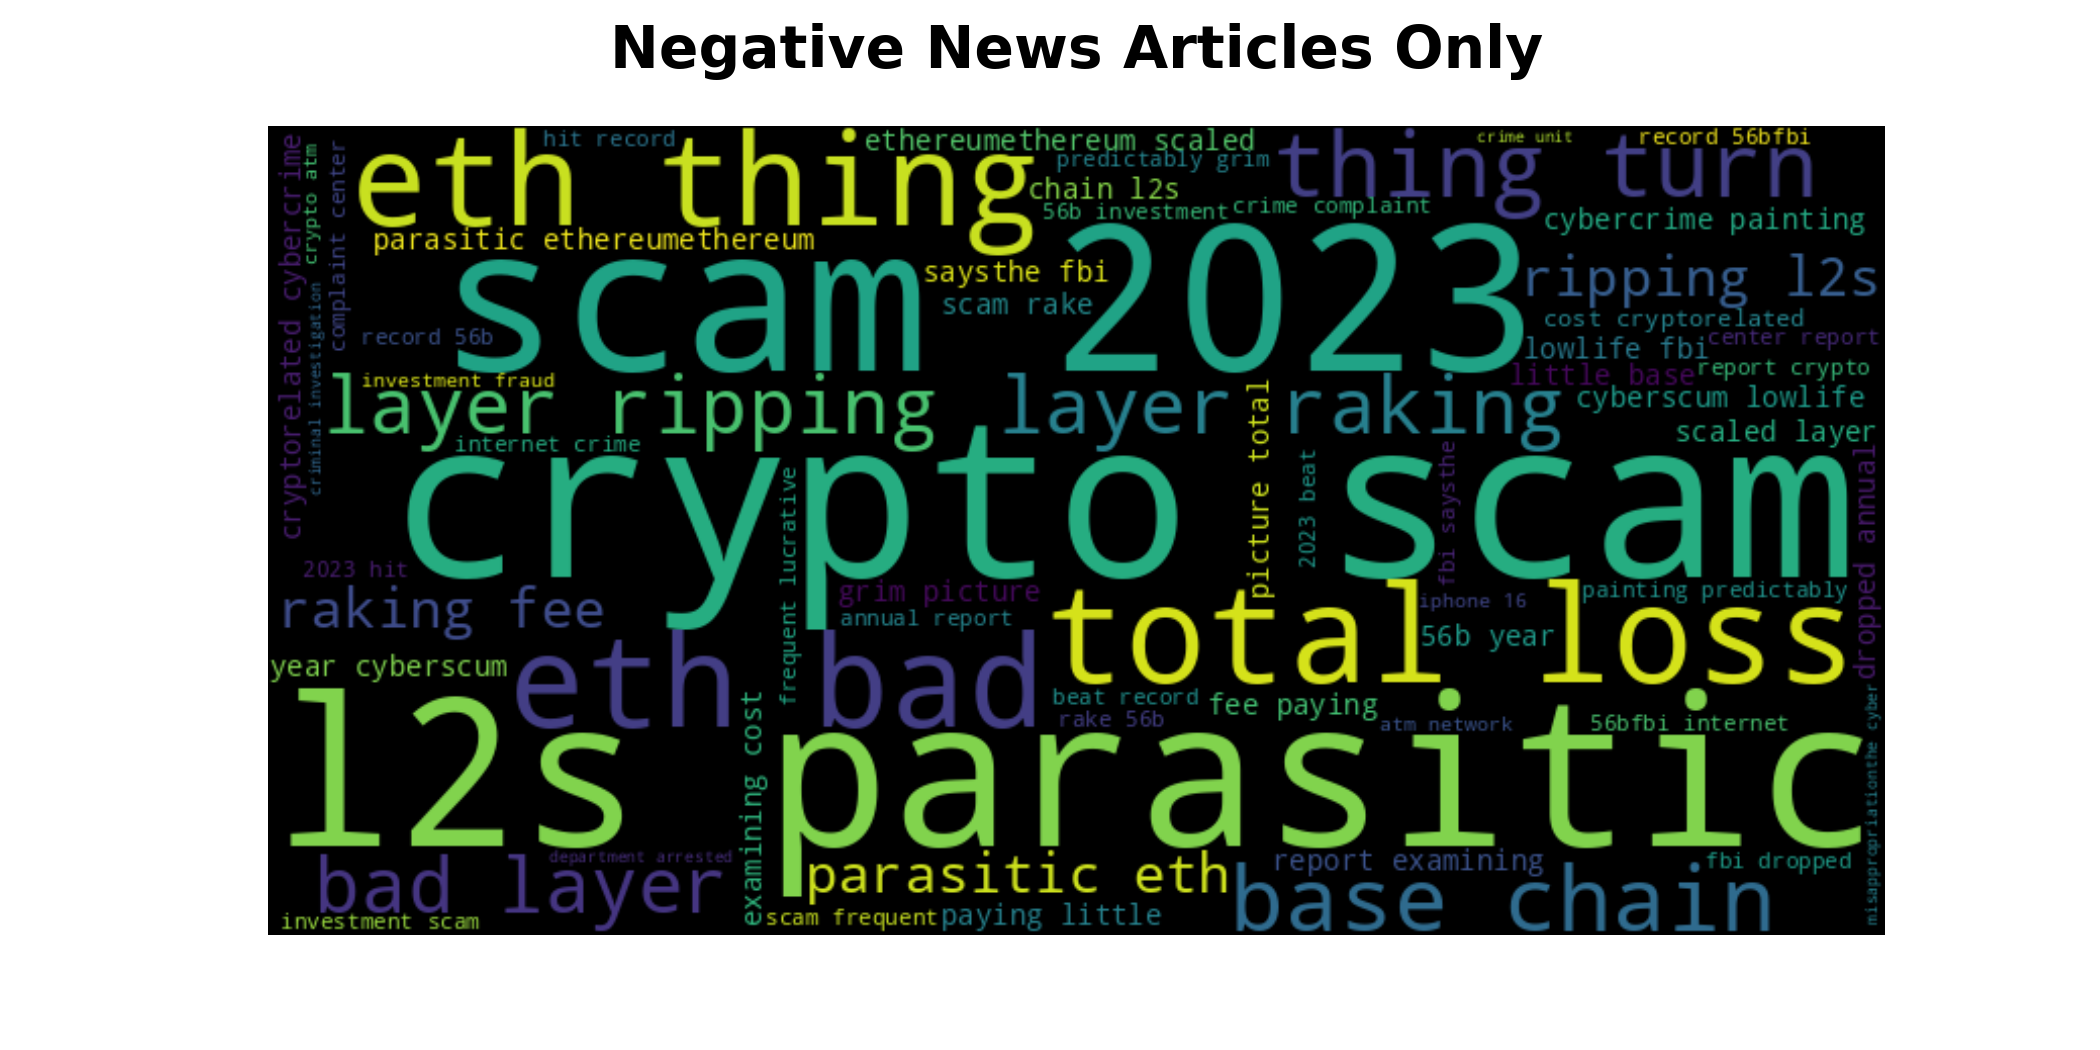 Negative News Articles Only
hit record
ethereumethereum scaled
crime unit
record 56bfbi
eth thing
predictably grim
thing turn
chain l2s
56b investment
crime complaint
cybercrime painting
parasitic ethereumethereum
scam 2023
saysthe fbi
ripping l2s
scam rake
cost cryptorelated
record 56b
lowlife fbi
center report
investment fraud
little base
report crypto
layer ripping
layer raking
cyberscum lowlife
scaled layer
internet crime
crypto scam
cryptorelated cybercrime
crypto atm
complaint center
criminal investigation
frequent lucrative
picture total
2023 beat
fbi saysthe
dropped annual
2023 hit
raking fee
grim picture
annual report
total loss
iphone 16
painting predictably
56b year
year cyberscum
eth bad
beat record
fee paying
rake 56b
atm network
56bfbi internet
l2s parasitic
examining cost
misappropriationthe cyber
department arrested
bad layer
parasitic eth
report examining
fbi dropped
base chain
investment scam
scam frequent
paying little